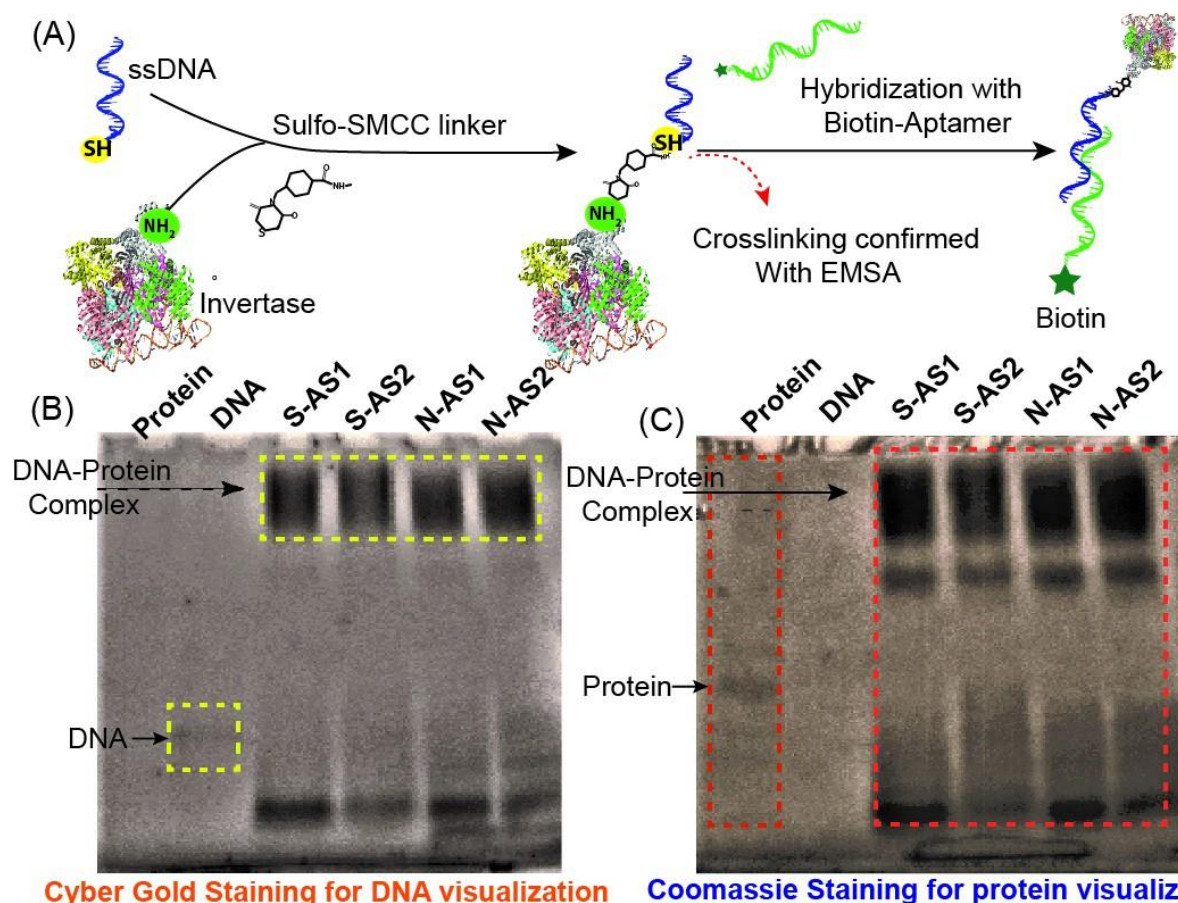 (A)
ssDNA
SH
Sulfo-SMCC linker
NH₂
Invertase
O
NH
S
SH
NH₂
Crosslinking confirmed
With EMSA
Hybridization with
Biotin-Aptamer
Biotin
(B)
Protein
DNA
S-AS1
S-AS2
N-AS1
N-AS2
DNA-Protein
Complex
DNA
Cyber Gold Staining for DNA visualization
(C)
Protein
DNA
S-AS1
S-AS2
N-AS1
N-AS2
DNA-Protein
Complex
Protein
Coomassie Staining for protein visualiz